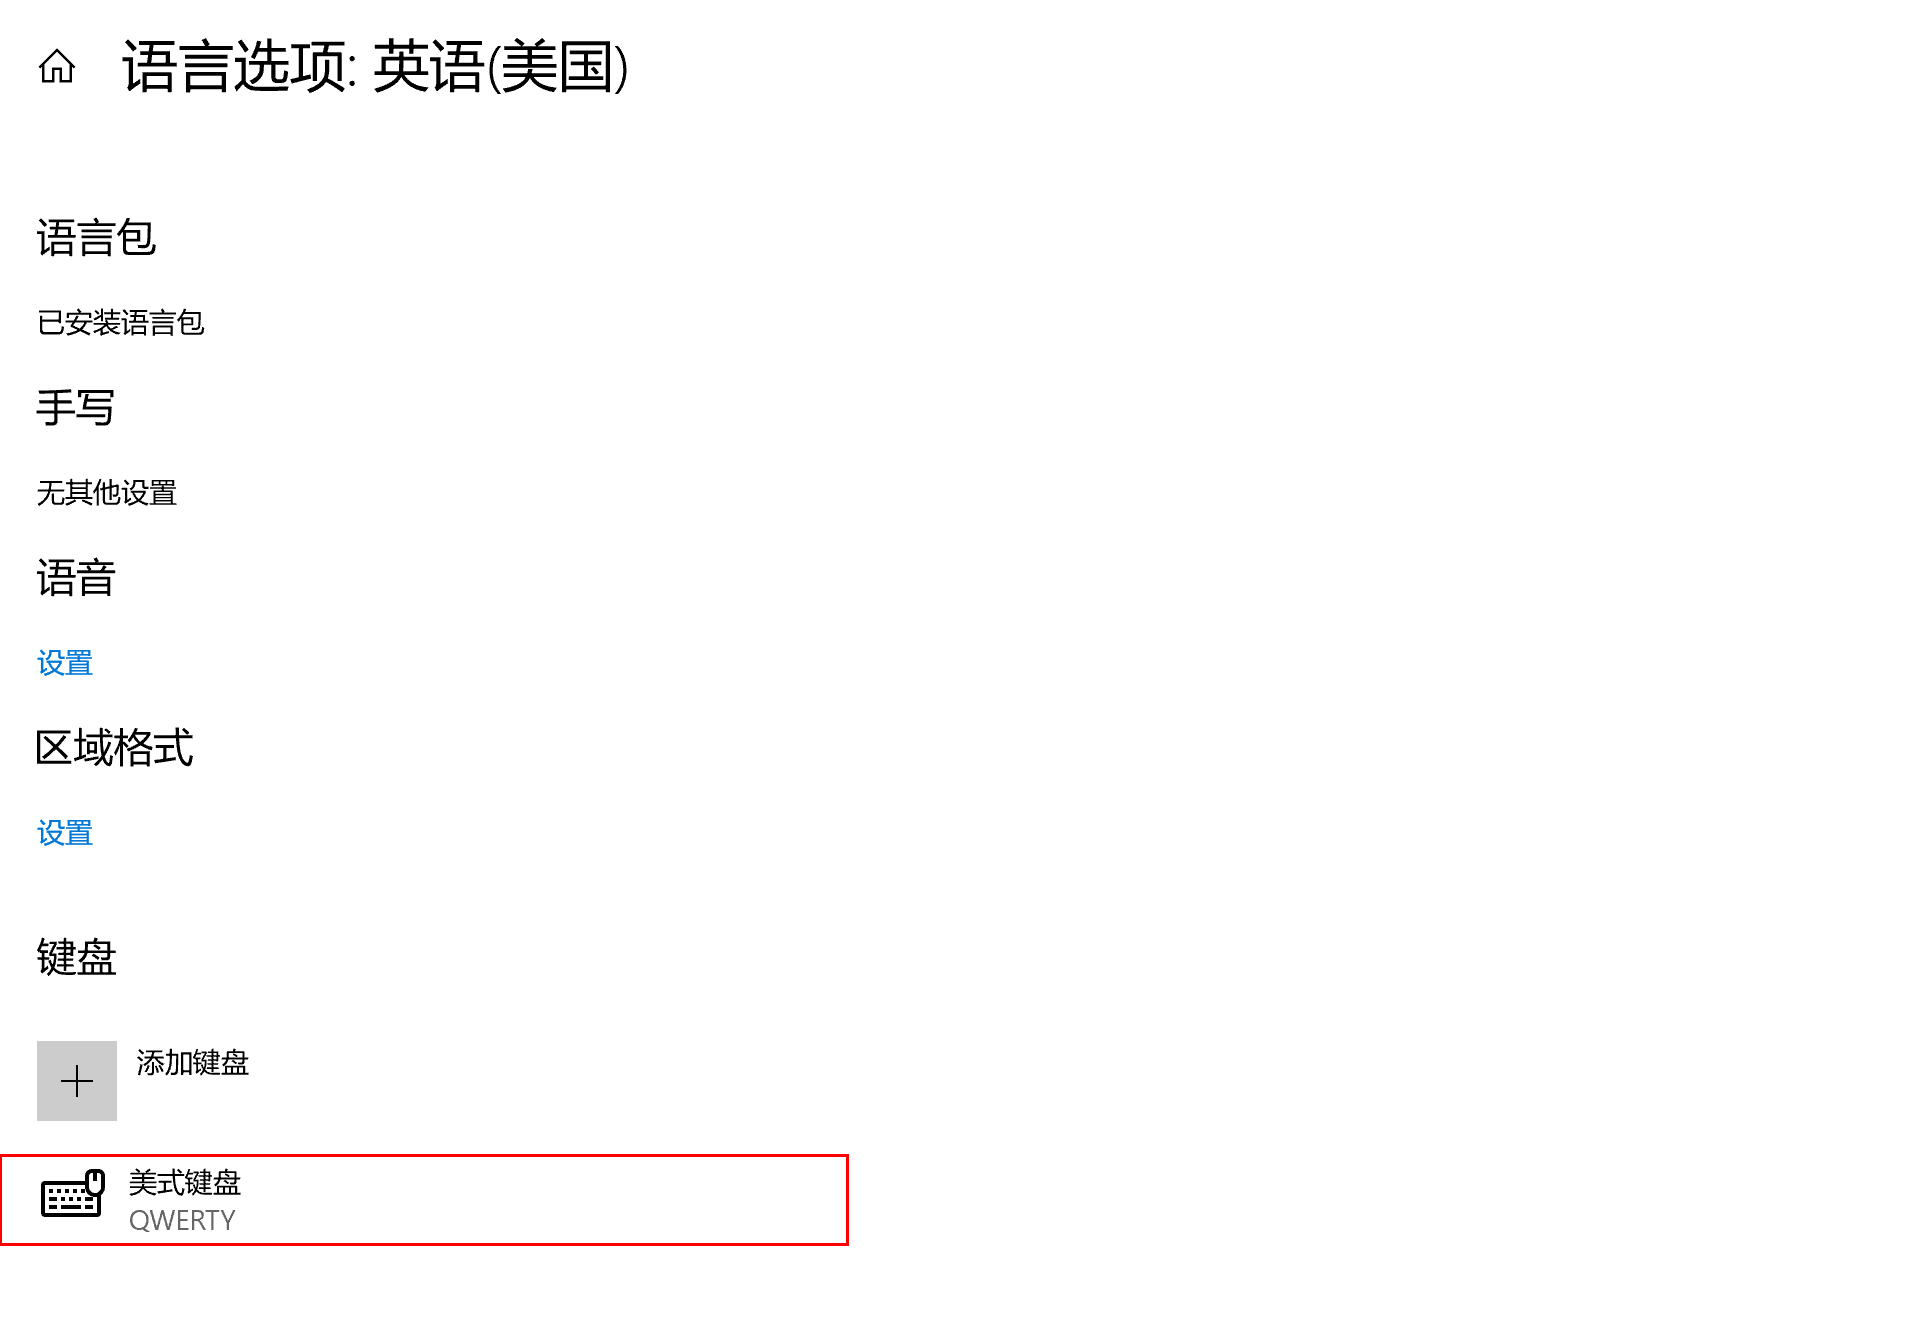 语言选项: 英语(美国)
语言包
已安装语言包
手写
无其他设置
语音
设置
区域格式
设置
键盘
添加键盘
美式键盘
QWERTY